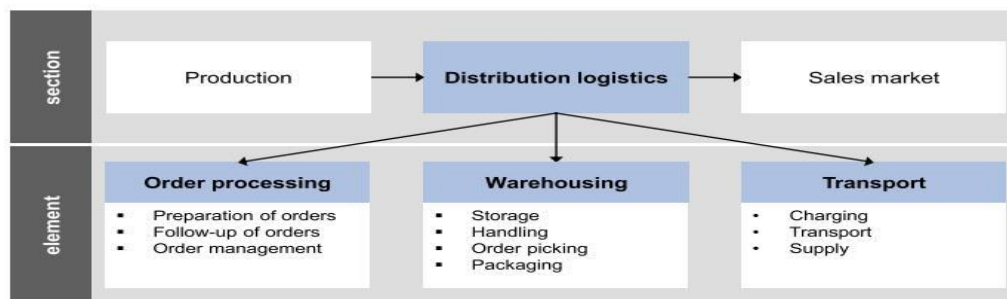 section
Production
Distribution logistics
Sales market
element
Order processing
▪ Preparation of orders
▪ Follow-up of orders
▪ Order management
Warehousing
▪ Storage
▪ Handling
▪ Order picking
▪ Packaging
Transport
• Charging
• Transport
• Supply